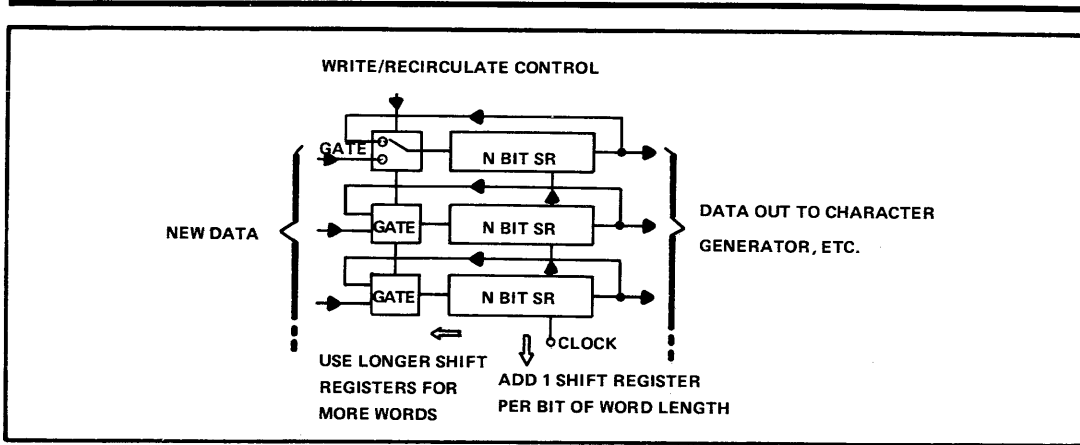 WRITE/RECIRCULATE CONTROL
GATE
N BIT SR
GATE
N BIT SR
NEW DATA
DATA OUT TO CHARACTER
GENERATOR, ETC.
GATE
N BIT SR
CLOCK
USE LONGER SHIFT
REGISTERS FOR
MORE WORDS
ADD 1 SHIFT REGISTER
PER BIT OF WORD LENGTH